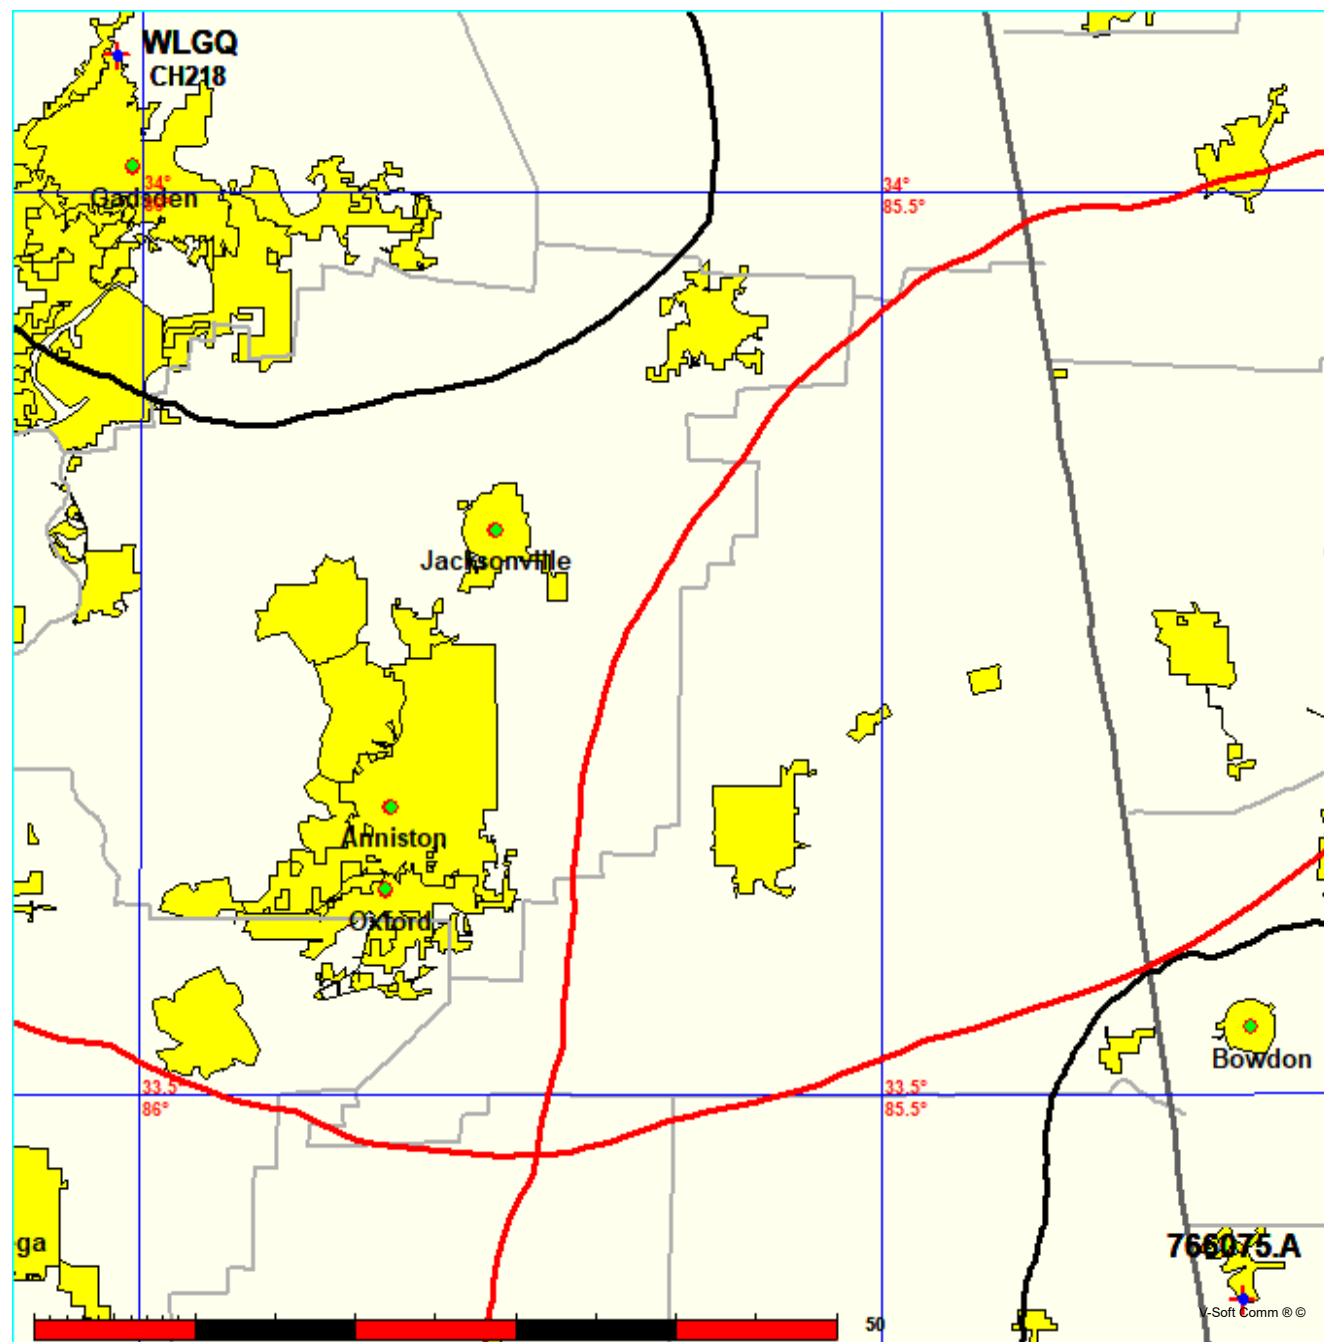 WLGQ
CH218
Gadsden
34°
86°
34°
85.5°
Jacksonville
Anniston
Oxford
33.5°
86°
33.5°
85.5°
Bowdon
ga
766075.A
V-Soft Comm ® ©
50